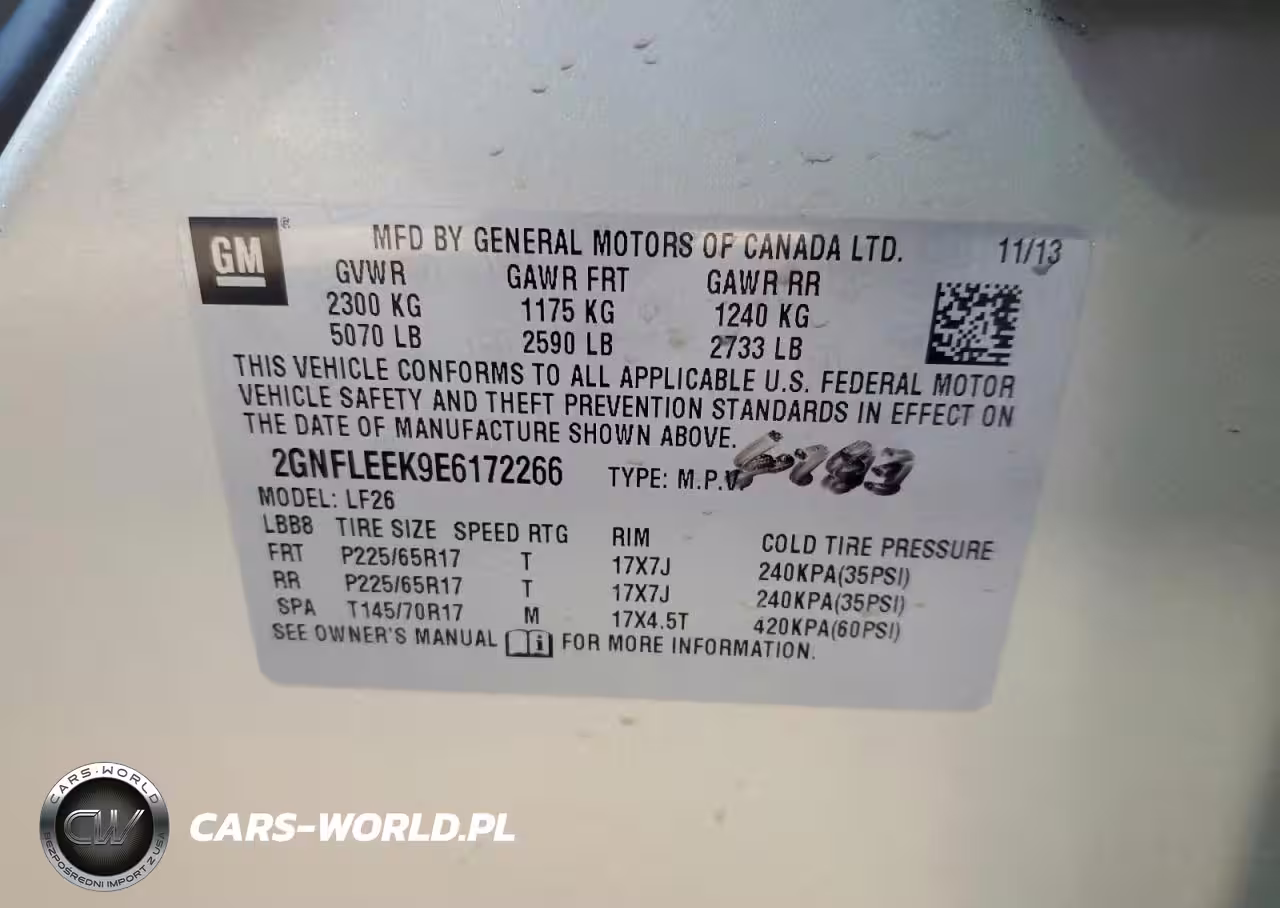 GM ®
MFD BY GENERAL MOTORS OF CANADA LTD. 11/13
GVWR GAWR FRT GAWR RR
2300 KG 1175 KG 1240 KG
5070 LB 2590 LB 2733 LB
THIS VEHICLE CONFORMS TO ALL APPLICABLE U.S. FEDERAL MOTOR
VEHICLE SAFETY AND THEFT PREVENTION STANDARDS IN EFFECT ON
THE DATE OF MANUFACTURE SHOWN ABOVE.
2GNFLEEK9E6172266 TYPE: M.P.V.
MODEL: LF26
LBB8 TIRE SIZE SPEED RTG RIM COLD TIRE PRESSURE
FRT P225/65R17 T 17X7J 240KPA(35PSI)
RR P225/65R17 T 17X7J 240KPA(35PSI)
SPA T145/70R17 M 17X4.5T 420KPA(60PSI)
SEE OWNER'S MANUAL i FOR MORE INFORMATION.
CARS-WORLD
CW
BEZPOŚREDNI IMPORT Z USA
CARS-WORLD.PL